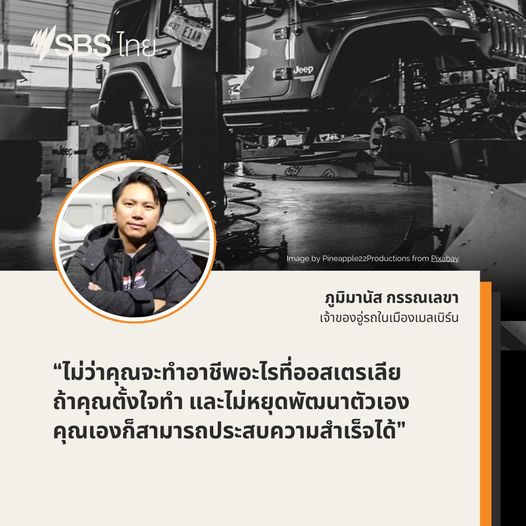 SBS ไทย
Jeep
Image by Pineapple22Productions from Pixabay
ภูมิมานัส กรรณเลขา
เจ้าของอู่รถในเมืองเมลเบิร์น
“ไม่ว่าคุณจะทำอาชีพอะไรที่ออสเตรเลีย
ถ้าคุณตั้งใจทำ และไม่หยุดพัฒนาตัวเอง
คุณเองก็สามารถประสบความสำเร็จได้”